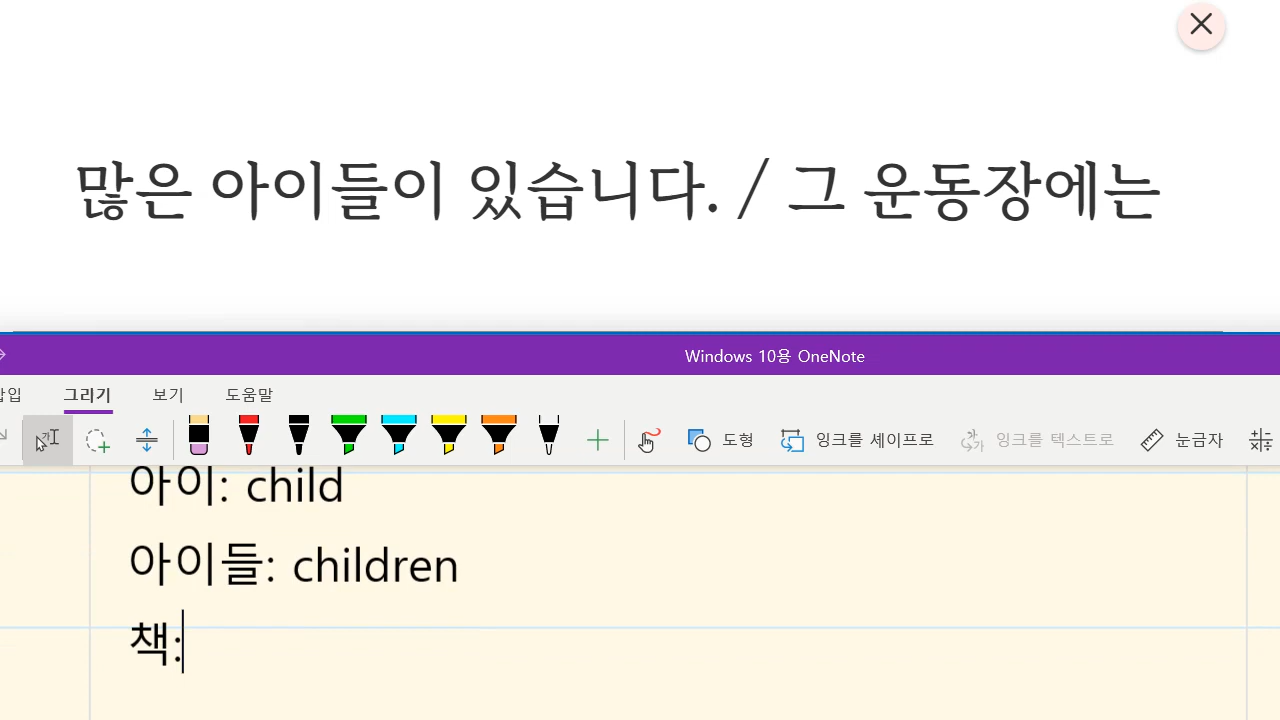 많은 아이들이 있습니다. / 그 운동장에는
Windows 10용 OneNote
삽입 그리기 보기 도움말
도형 잉크를 셰이프로 잉크를 텍스트로 눈금자
아이: child
아이들: children
책: